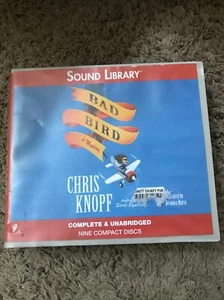 SOUND LIBRARY
BAD
BIRD
a Mystery
CHRIS
KNOPF
COMPLETE & UNABRIDGED
NINE COMPACT DISCS